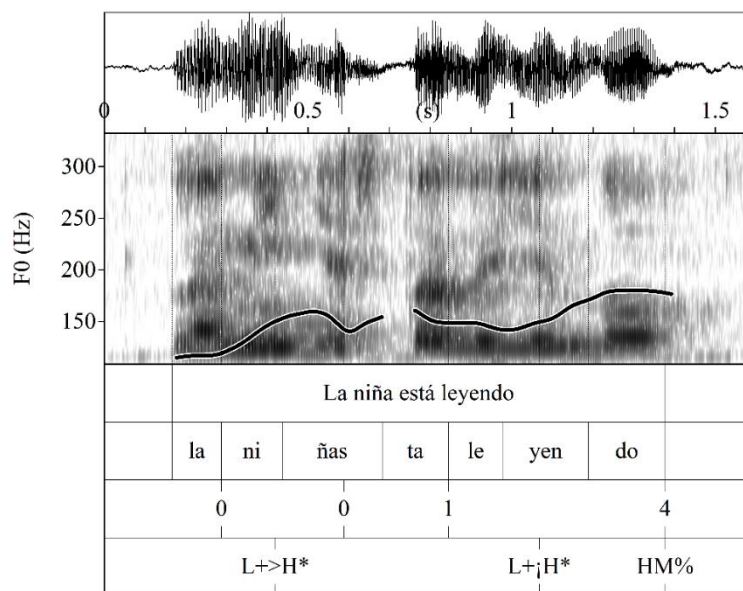 0 0.5 (s) 1 1.5
F0 (Hz)
300
250
200
150
La niña está leyendo
la ni ñas ta le yen do
0 0 1 4
L+>H* L+¡H* HM%